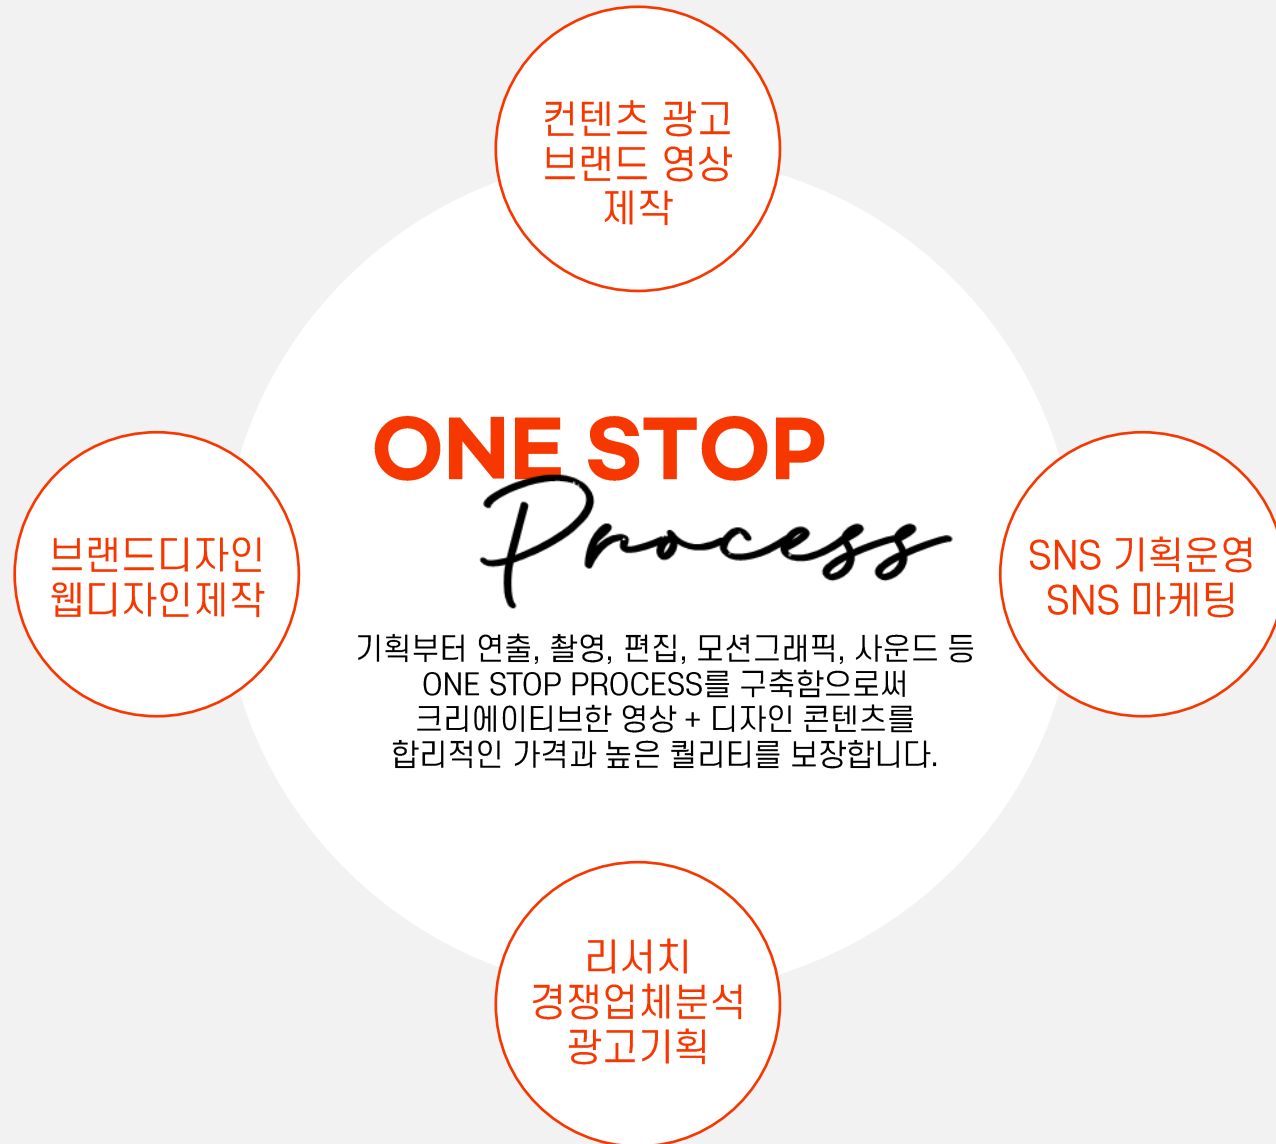 컨텐츠 광고
브랜드 영상
제작
ONE STOP
Process
브랜드디자인
웹디자인제작
SNS 기획운영
SNS 마케팅
기획부터 연출, 촬영, 편집, 모션그래픽, 사운드 등
ONE STOP PROCESS를 구축함으로써
크리에이티브한 영상 + 디자인 콘텐츠를
합리적인 가격과 높은 퀄리티를 보장합니다.
리서치
경쟁업체분석
광고기획